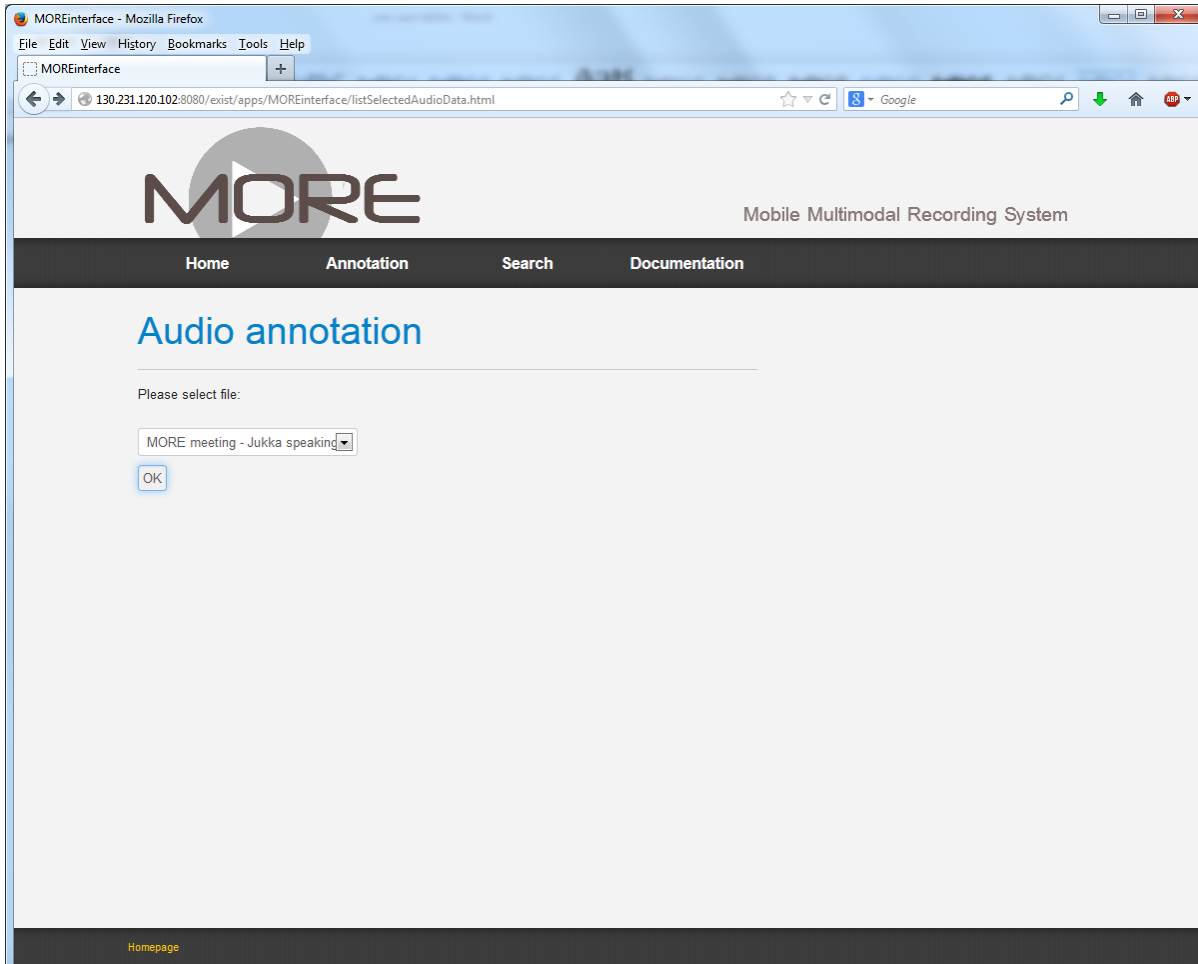 MOREinterface - Mozilla Firefox
File Edit View History Bookmarks Tools Help
MOREinterface +
130.231.120.102:8080/exist/apps/MOREinterface/listSelectedAudioData.html 8 Google ABP
MORE
Mobile Multimodal Recording System
Home Annotation Search Documentation
Audio annotation
Please select file:
MORE meeting - Jukka speaking
OK
Homepage